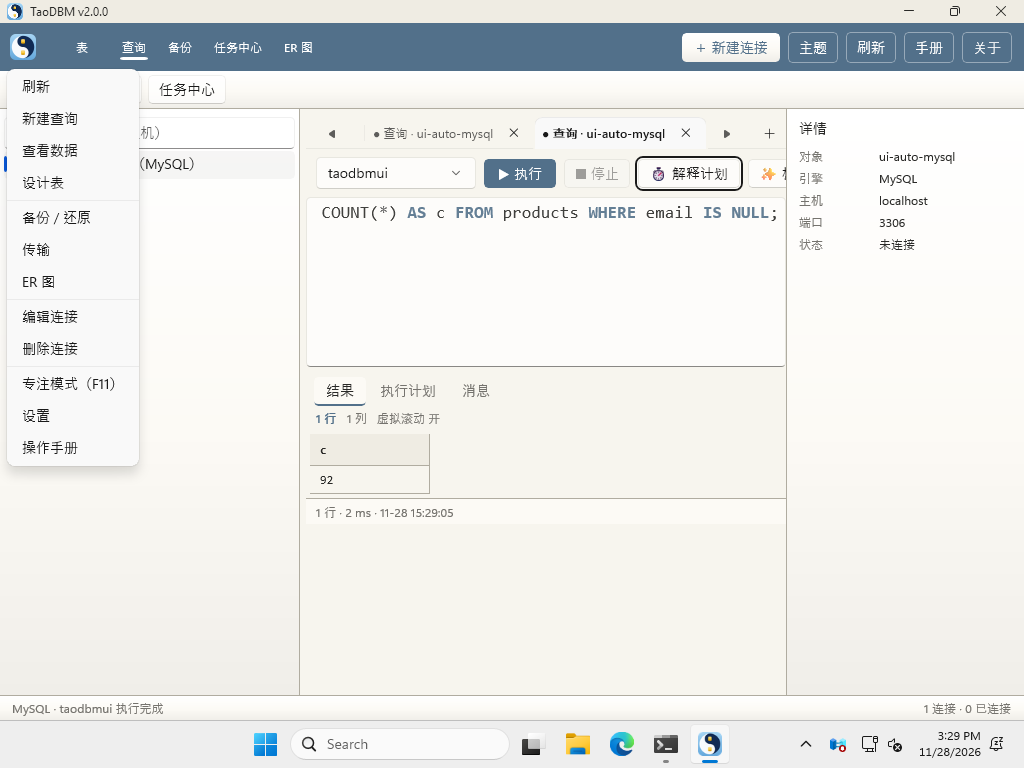 TaoDBM v2.0.0
表 查询 备份 任务中心 ER 图
+ 新建连接 主题 刷新 手册 关于
刷新
新建查询
查看数据
设计表
备份 / 还原
传输
ER 图
编辑连接
删除连接
专注模式（F11）
设置
操作手册
任务中心
机）
（MySQL）
查询 · ui-auto-mysql
查询 · ui-auto-mysql
taodbmui
执行
停止
解释计划
COUNT(*) AS c FROM products WHERE email IS NULL;
结果 执行计划 消息
1 行 1 列 虚拟滚动 开
c
92
1 行 · 2 ms · 11-28 15:29:05
详情
对象 ui-auto-mysql
引擎 MySQL
主机 localhost
端口 3306
状态 未连接
MySQL · taodbmui 执行完成
1 连接 · 0 已连接
Search
3:29 PM
11/28/2026